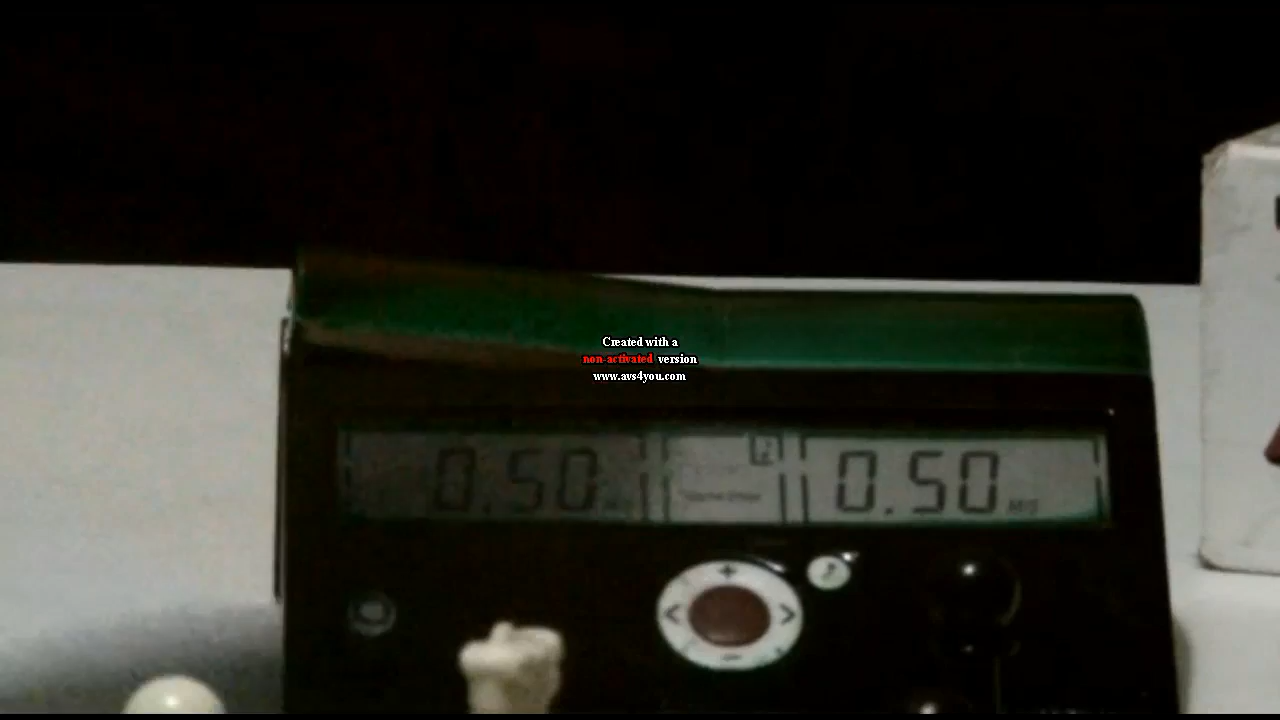 Created with a
non-activated version
www.avs4you.com
0.50 0.50
+
< >
-